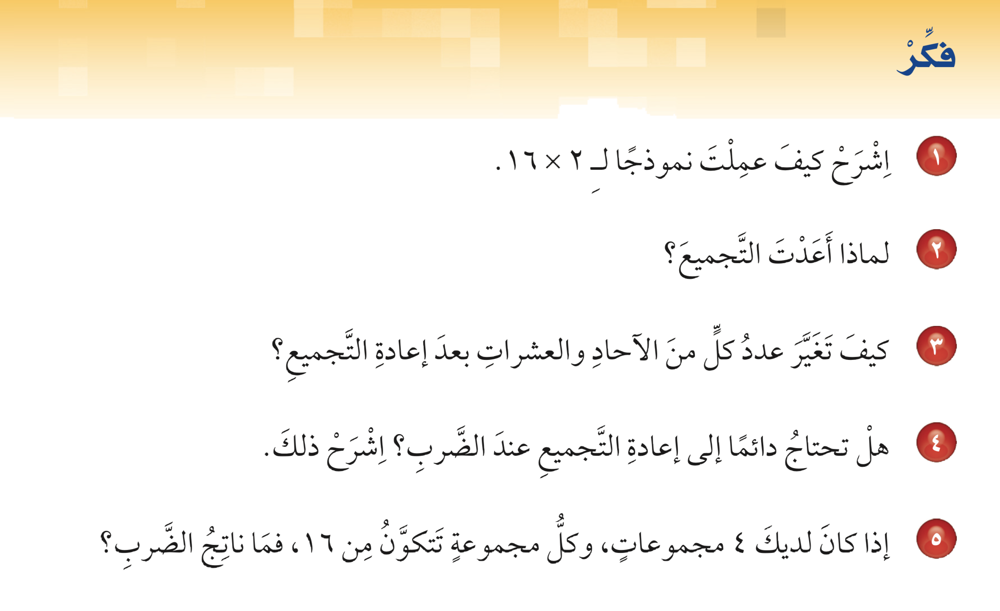 فكِّرْ
١ اِشْرَحْ كيفَ عمِلْتَ نموذجًا لـِ ٢ × ١٦ .
٢ لماذا أَعَدْتَ التَّجميعَ؟
٣ كيفَ تَغَيَّرَ عددُ كلٍّ منَ الآحادِ والعشراتِ بعدَ إعادةِ التَّجميعِ؟
٤ هلْ تحتاجُ دائمًا إلى إعادةِ التَّجميعِ عندَ الضَّربِ؟ اِشْرَحْ ذلكَ.
٥ إذا كانَ لديكَ ٤ مجموعاتٍ، وكلُّ مجموعةٍ تَتكوَّنُ مِن ١٦، فمَا ناتِجُ الضَّربِ؟